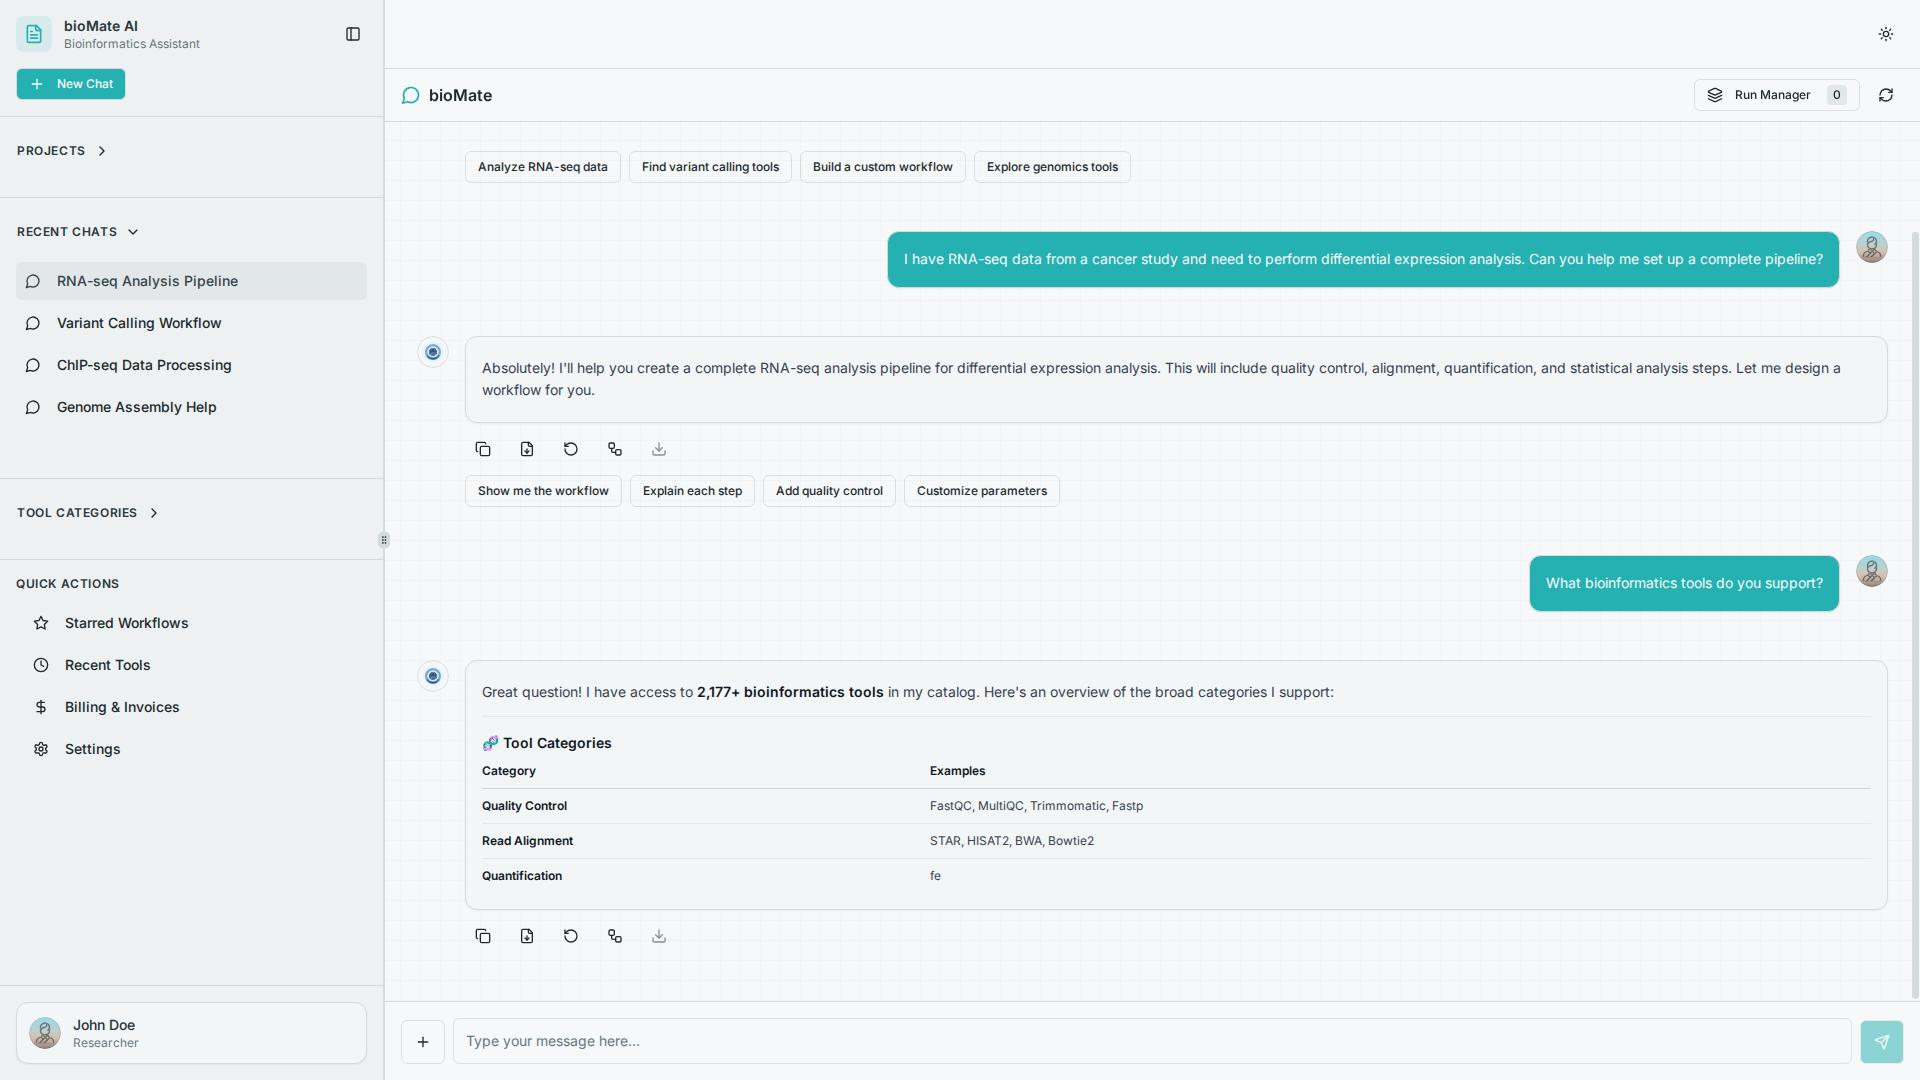 bioMate AI
Bioinformatics Assistant
New Chat
PROJECTS
RECENT CHATS
RNA-seq Analysis Pipeline
Variant Calling Workflow
ChIP-seq Data Processing
Genome Assembly Help
TOOL CATEGORIES
QUICK ACTIONS
Starred Workflows
Recent Tools
Billing & Invoices
Settings
John Doe
Researcher
bioMate
Run Manager 0
Analyze RNA-seq data Find variant calling tools Build a custom workflow Explore genomics tools
I have RNA-seq data from a cancer study and need to perform differential expression analysis. Can you help me set up a complete pipeline?
Absolutely! I'll help you create a complete RNA-seq analysis pipeline for differential expression analysis. This will include quality control, alignment, quantification, and statistical analysis steps. Let me design a
workflow for you.
Show me the workflow Explain each step Add quality control Customize parameters
What bioinformatics tools do you support?
Great question! I have access to 2,177+ bioinformatics tools in my catalog. Here's an overview of the broad categories I support:
🧬 Tool Categories
Category Examples
Quality Control FastQC, MultiQC, Trimmomatic, Fastp
Read Alignment STAR, HISAT2, BWA, Bowtie2
Quantification fe
Type your message here...